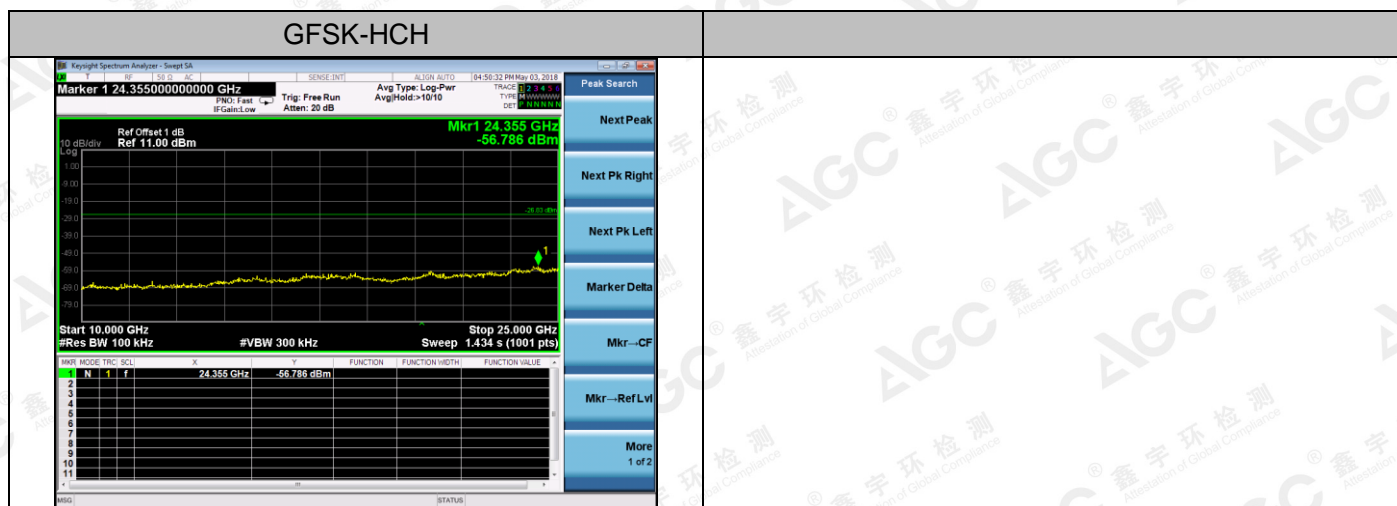 GFSK-HCH
Keysight Spectrum Analyzer - Swept SA
T RF 50 Ω AC SENSE:INT ALIGN AUTO 04:50:32 PM May 03, 2018
Marker 1 24.355000000000 GHz
PNO: Fast
IFGain:Low
Trig: Free Run
Atten: 20 dB
Avg Type: Log-Pwr
Avg|Hold:>10/10
TRACE 1 2 3 4 5 6
TYPE M WWWWW
DET P N N N N N
Peak Search
Mkr1 24.355 GHz
-56.786 dBm
Ref Offset 1 dB
10 dB/div Ref 11.00 dBm
Log
1.00
-9.00
-19.0
-29.0
-39.0
-49.0
-59.0
-69.0
-79.0
1
Start 10.000 GHz
Stop 25.000 GHz
#Res BW 100 kHz
#VBW 300 kHz
Sweep 1.434 s (1001 pts)
MKR MODE TRC SCL X Y FUNCTION FUNCTION WIDTH FUNCTION VALUE
1 N 1 f 24.355 GHz -56.786 dBm
2
3
4
5
6
7
8
9
10
11
MSG STATUS
Next Peak
Next Pk Right
Next Pk Left
Marker Delta
Mkr→CF
Mkr→Ref Lvl
More
1 of 2
AGC
® 鑫宇环检测
Attestation of Global Compliance